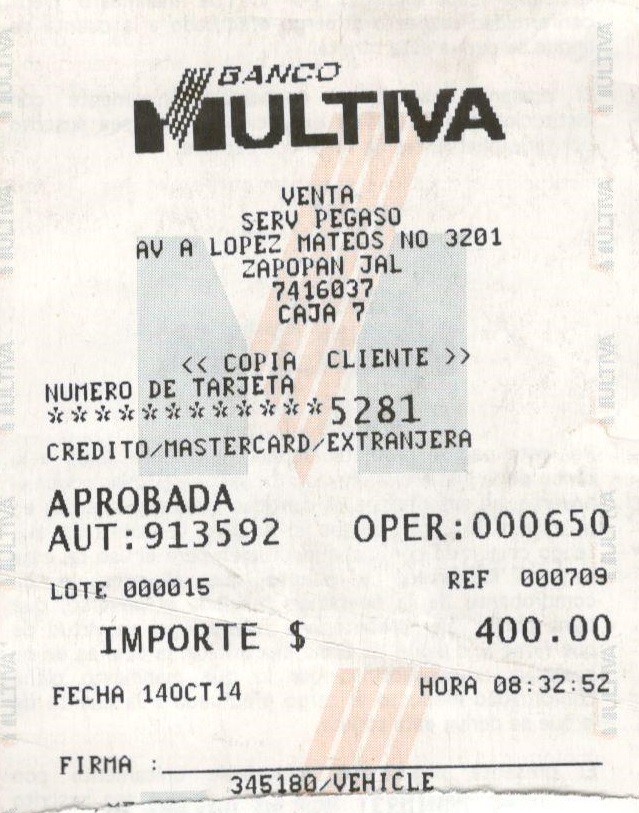 BANCO
MULTIVA
VENTA
SERV PEGASO
AV A LOPEZ MATEOS NO 3201
ZAPOPAN JAL
7416037
CAJA 7
<< COPIA CLIENTE >>
NUMERO DE TARJETA
************5281
CREDITO/MASTERCARD/EXTRANJERA
APROBADA
AUT:913592 OPER:000650
LOTE 000015 REF 000709
IMPORTE $ 400.00
FECHA 14OCT14 HORA 08:32:52
FIRMA :
345180/VEHICLE